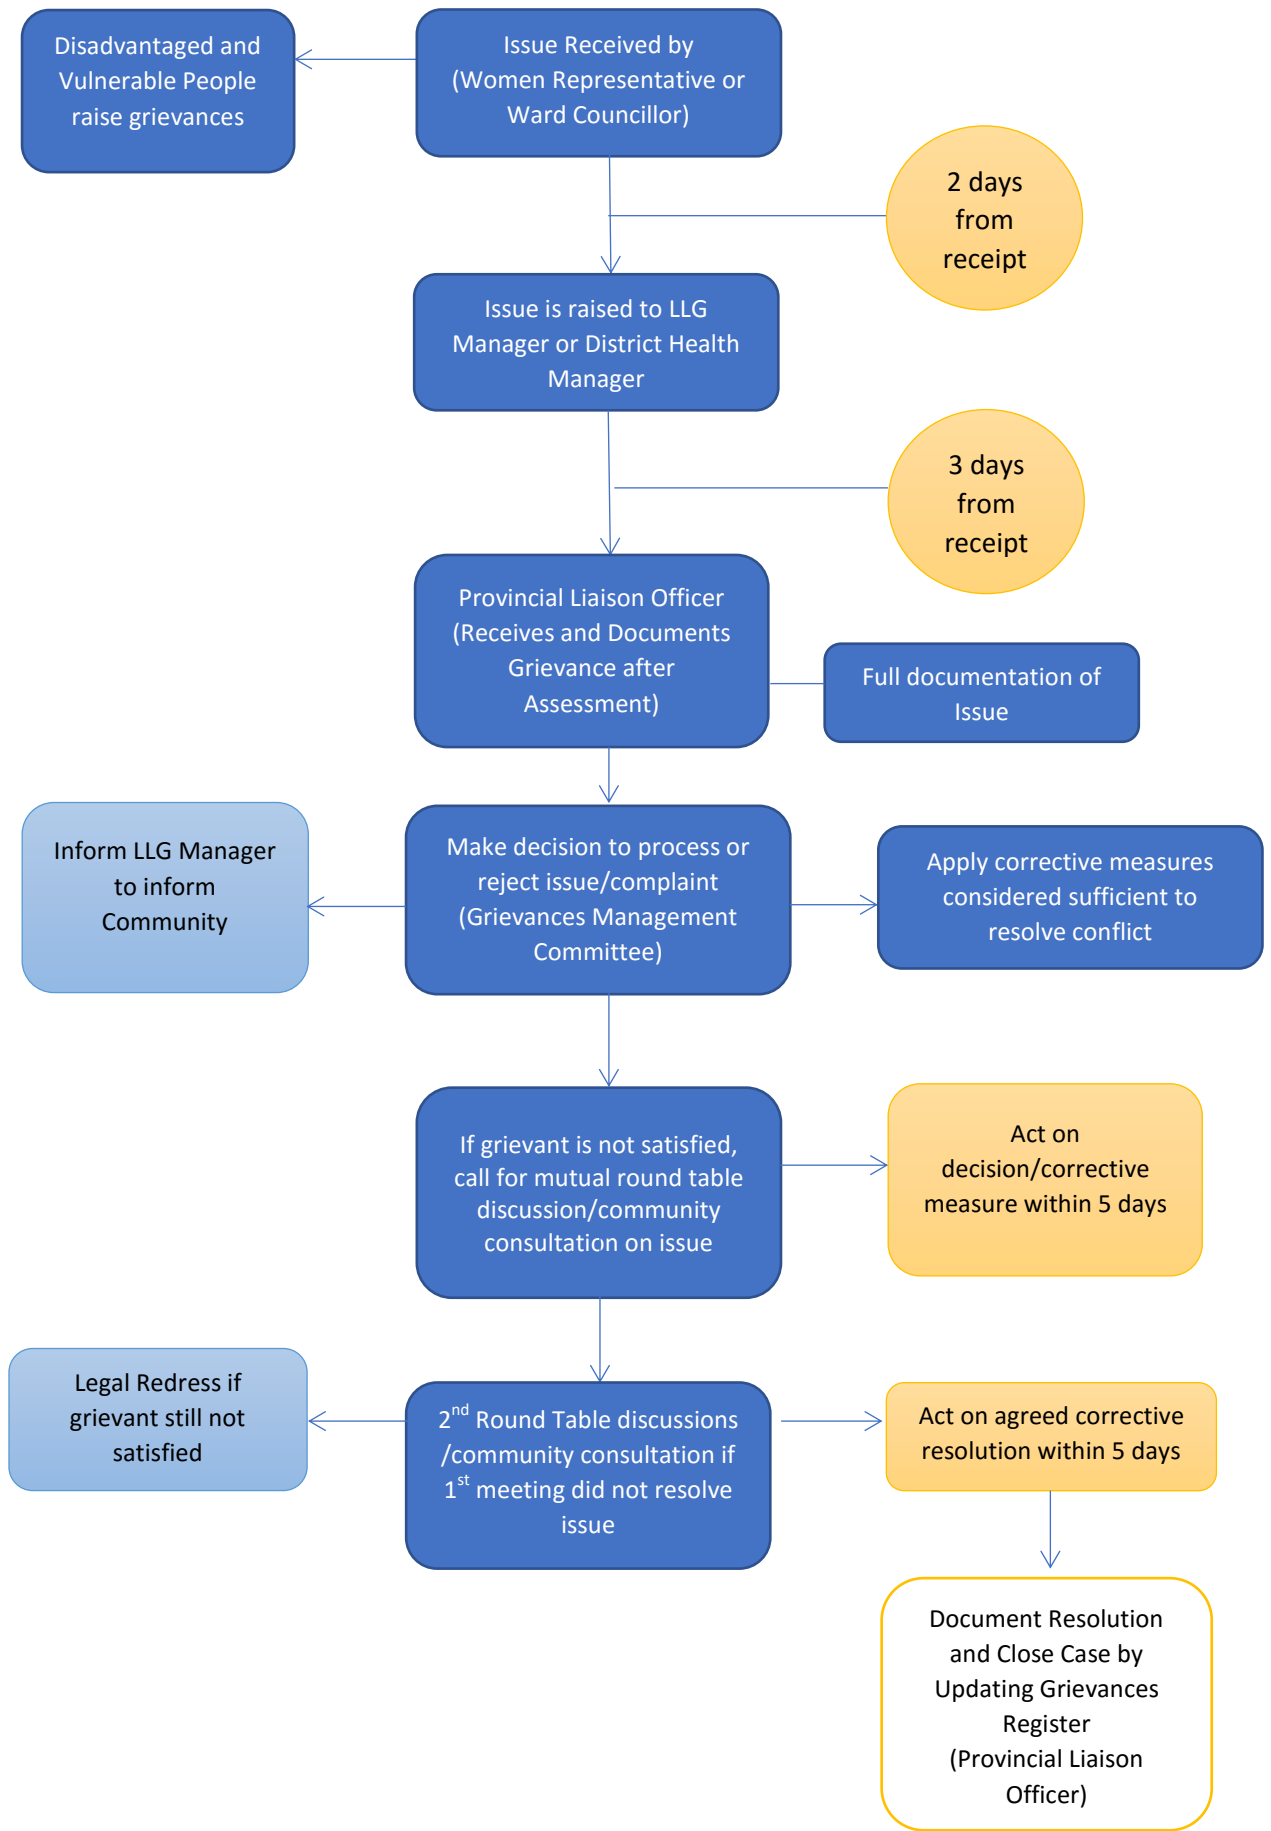 Disadvantaged and
Vulnerable People
raise grievances
Issue Received by
(Women Representative or
Ward Councillor)
2 days
from
receipt
Issue is raised to LLG
Manager or District Health
Manager
3 days
from
receipt
Provincial Liaison Officer
(Receives and Documents
Grievance after
Assessment)
Full documentation of
Issue
Inform LLG Manager
to inform
Community
Make decision to process or
reject issue/complaint
(Grievances Management
Committee)
Apply corrective measures
considered sufficient to
resolve conflict
If grievant is not satisfied,
call for mutual round table
discussion/community
consultation on issue
Act on
decision/corrective
measure within 5 days
Legal Redress if
grievant still not
satisfied
2nd Round Table discussions
/community consultation if
1st meeting did not resolve
issue
Act on agreed corrective
resolution within 5 days
Document Resolution
and Close Case by
Updating Grievances
Register
(Provincial Liaison
Officer)